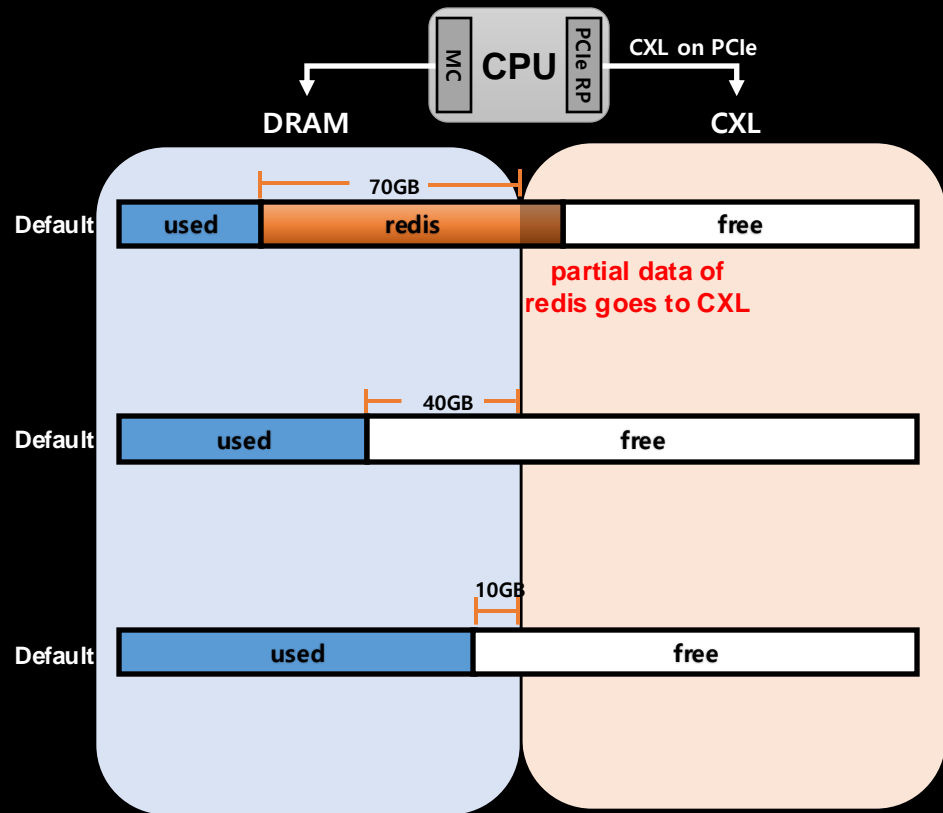 MC
CPU
PCIe RP
CXL on PCIe
DRAM
CXL
70GB
Default
used
redis
free
partial data of
redis goes to CXL
40GB
Default
used
free
10GB
Default
used
free